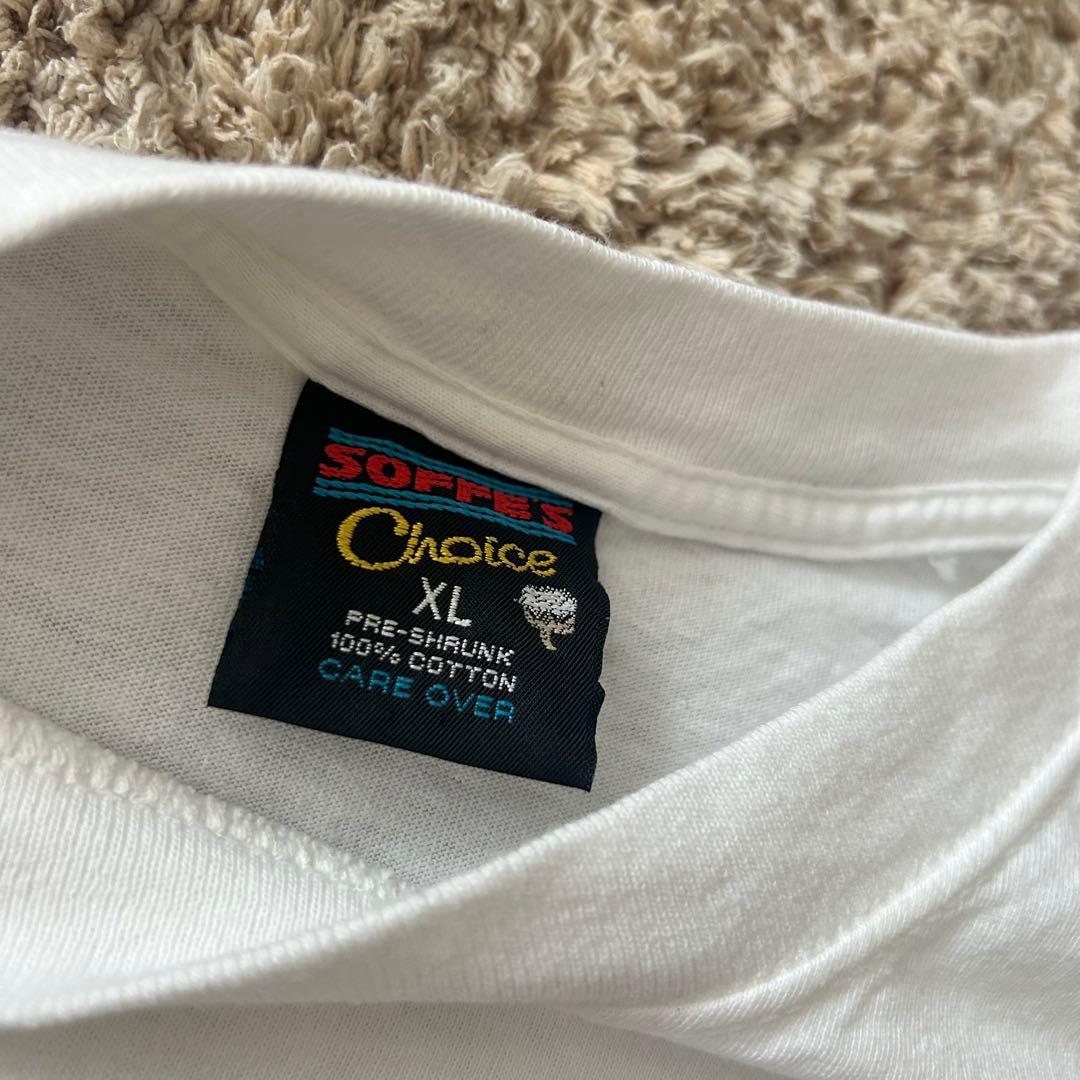 SOFFE'S
Choice
XL
PRE-SHRUNK
100% COTTON
CARE OVER